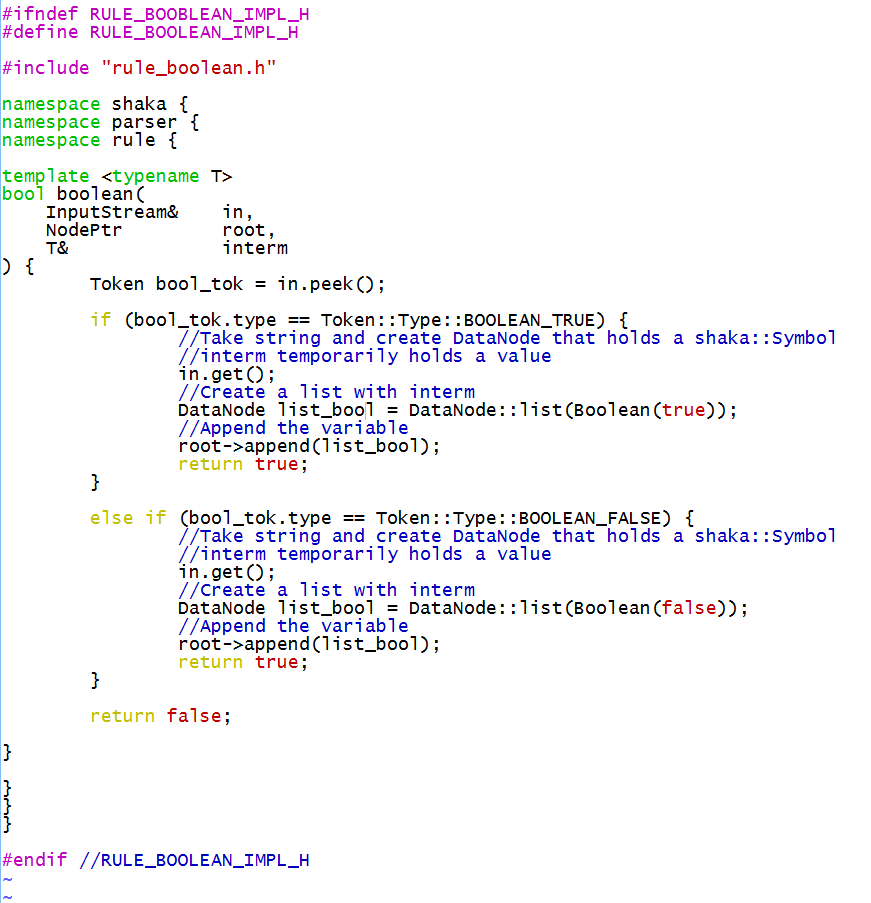 #ifndef RULE_BOOBLEAN_IMPL_H
#define RULE_BOOLEAN_IMPL_H

#include "rule_boolean.h"

namespace shaka {
namespace parser {
namespace rule {

template <typename T>
bool boolean(
    InputStream&    in,
    NodePtr         root,
    T&              interm
) {
        Token bool_tok = in.peek();

        if (bool_tok.type == Token::Type::BOOLEAN_TRUE) {
                //Take string and create DataNode that holds a shaka::Symbol
                //interm temporarily holds a value
                in.get();
                //Create a list with interm
                DataNode list_bool = DataNode::list(Boolean(true));
                //Append the variable
                root->append(list_bool);
                return true;
        }

        else if (bool_tok.type == Token::Type::BOOLEAN_FALSE) {
                //Take string and create DataNode that holds a shaka::Symbol
                //interm temporarily holds a value
                in.get();
                //Create a list with interm
                DataNode list_bool = DataNode::list(Boolean(false));
                //Append the variable
                root->append(list_bool);
                return true;
        }

        return false;

}

}
}
}

#endif //RULE_BOOLEAN_IMPL_H
~
~